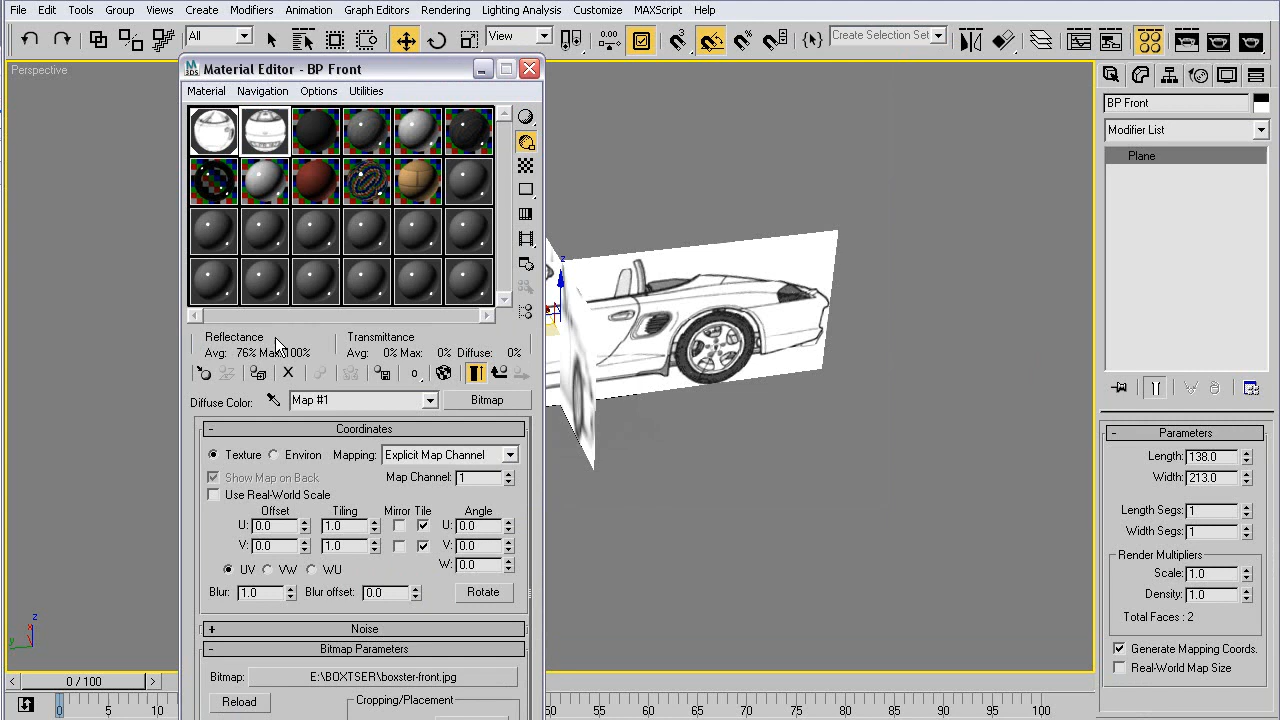 File Edit Tools Group Views Create Modifiers Animation Graph Editors Rendering Lighting Analysis Customize MAXScript Help
All
View
Create Selection Set
Perspective
Material Editor - BP Front
Material Navigation Options Utilities
Reflectance
Avg: 76% Max: 100%
Transmittance
Avg: 0% Max: 0% Diffuse: 0%
Diffuse Color: Map #1 Bitmap
- Coordinates
Texture Environ Mapping: Explicit Map Channel
Show Map on Back Map Channel: 1
Use Real-World Scale
Offset Tiling Mirror Tile Angle
U: 0.0 1.0 U: 0.0
V: 0.0 1.0 V: 0.0
W: 0.0
UV VW WU
Blur: 1.0 Blur offset: 0.0 Rotate
+ Noise
- Bitmap Parameters
Bitmap: E:\BOXTSER\boxster-front.jpg
Reload Cropping/Placement
BP Front
Modifier List
Plane
- Parameters
Length: 138.0
Width: 213.0
Length Segs: 1
Width Segs: 1
Render Multipliers
Scale: 1.0
Density: 1.0
Total Faces : 2
Generate Mapping Coords.
Real-World Map Size
z
z
y
0 / 100
0 5 10 55 60 65 70 75 80 85 90 95 100